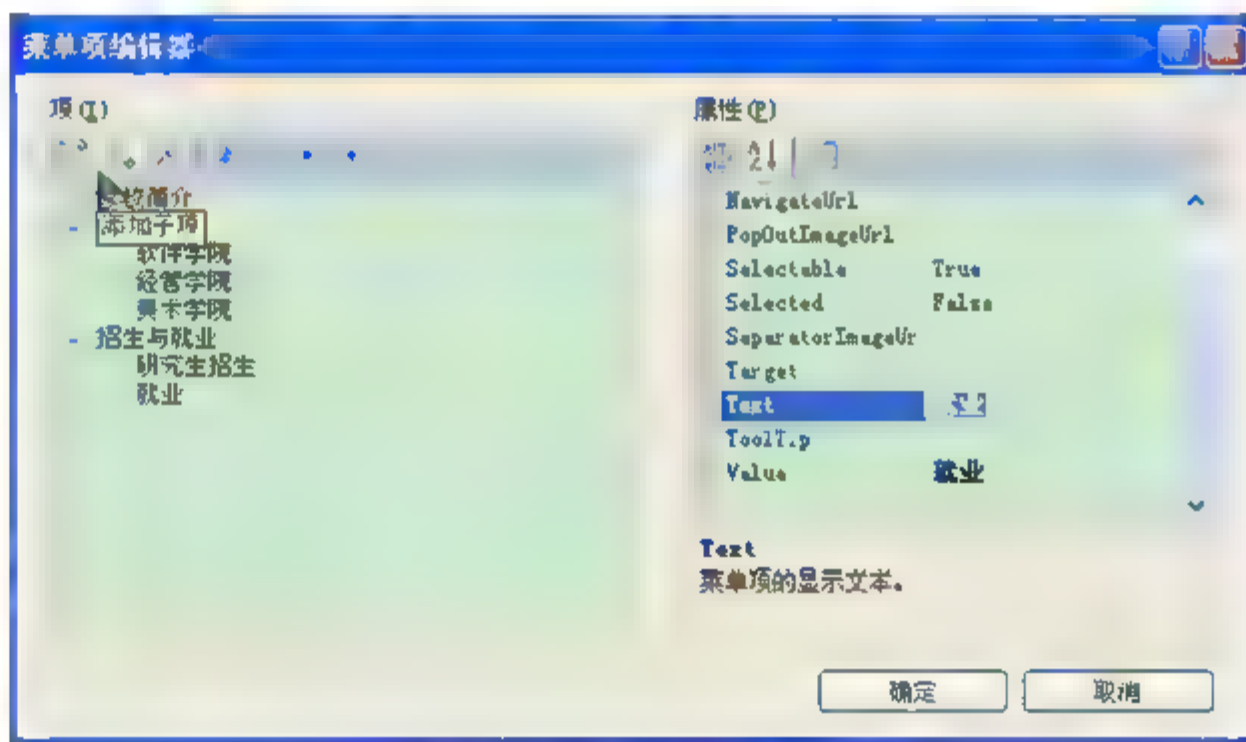 菜单项编辑器
项(I)
学校简介
添加子项
软件学院
经管学院
美术学院
- 招生与就业
研究生招生
就业
属性(P)
NavigateUrl
PopOutImageUrl
Selectable True
Selected False
SeparatorImageUr
Target
Text
ToolTip
Value 就业
Text
菜单项的显示文本。
确定
取消